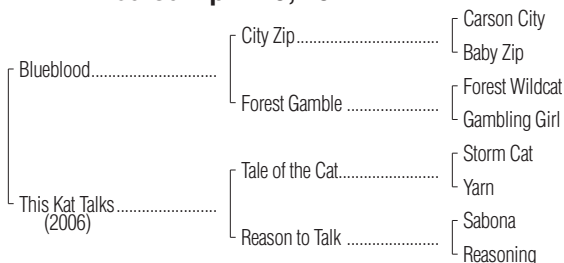 Carson City
City Zip
Baby Zip
Blueblood
Forest Wildcat
Forest Gamble
Gambling Girl
Storm Cat
Tale of the Cat
Yarn
This Kat Talks
(2006)
Sabona
Reason to Talk
Reasoning